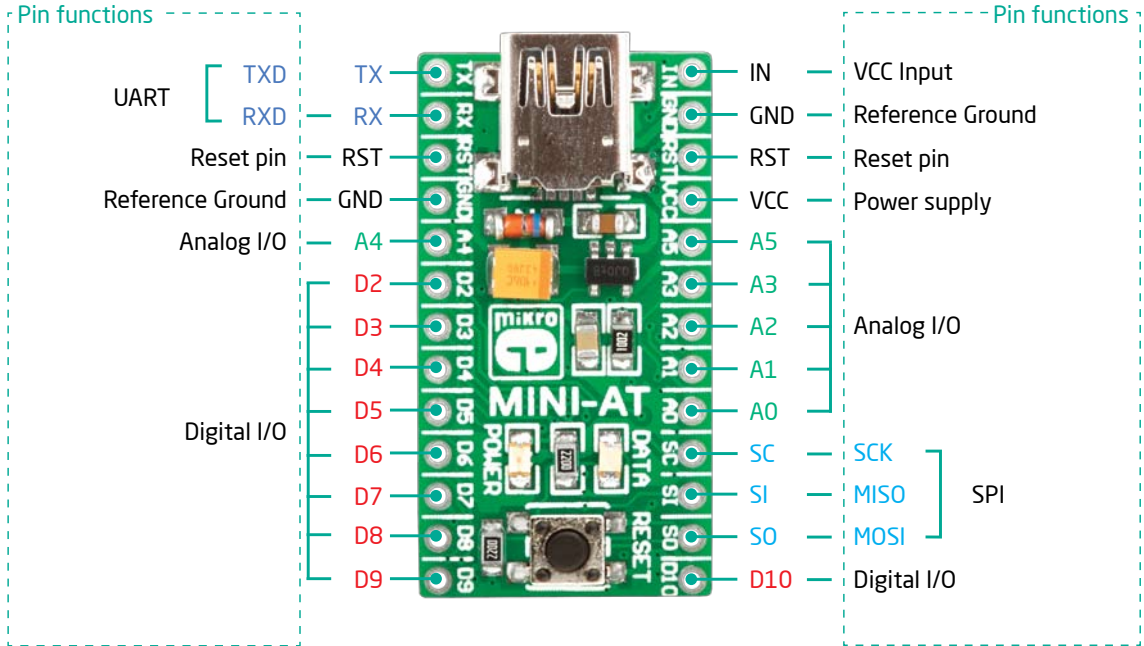 Pin functions
Pin functions
UART
TXD TX
RXD RX
Reset pin RST
Reference Ground GND
Analog I/O A4
D2
D3
D4
D5
Digital I/O
D6
D7
D8
D9
TX
RX
RST
GND
A4
D2
D3
D4
D5
D6
D7
D8
D9
mikro
e
1002
MINI-AT
POWER
2200
DATA
2200
RESET
IN
GND
RST
VCC
A5
A3
A2
A1
A0
SC
SI
SO
D10
IN VCC Input
GND Reference Ground
RST Reset pin
VCC Power supply
A5
A3
A2 Analog I/O
A1
A0
SC SCK
SI MISO SPI
SO MOSI
D10 Digital I/O